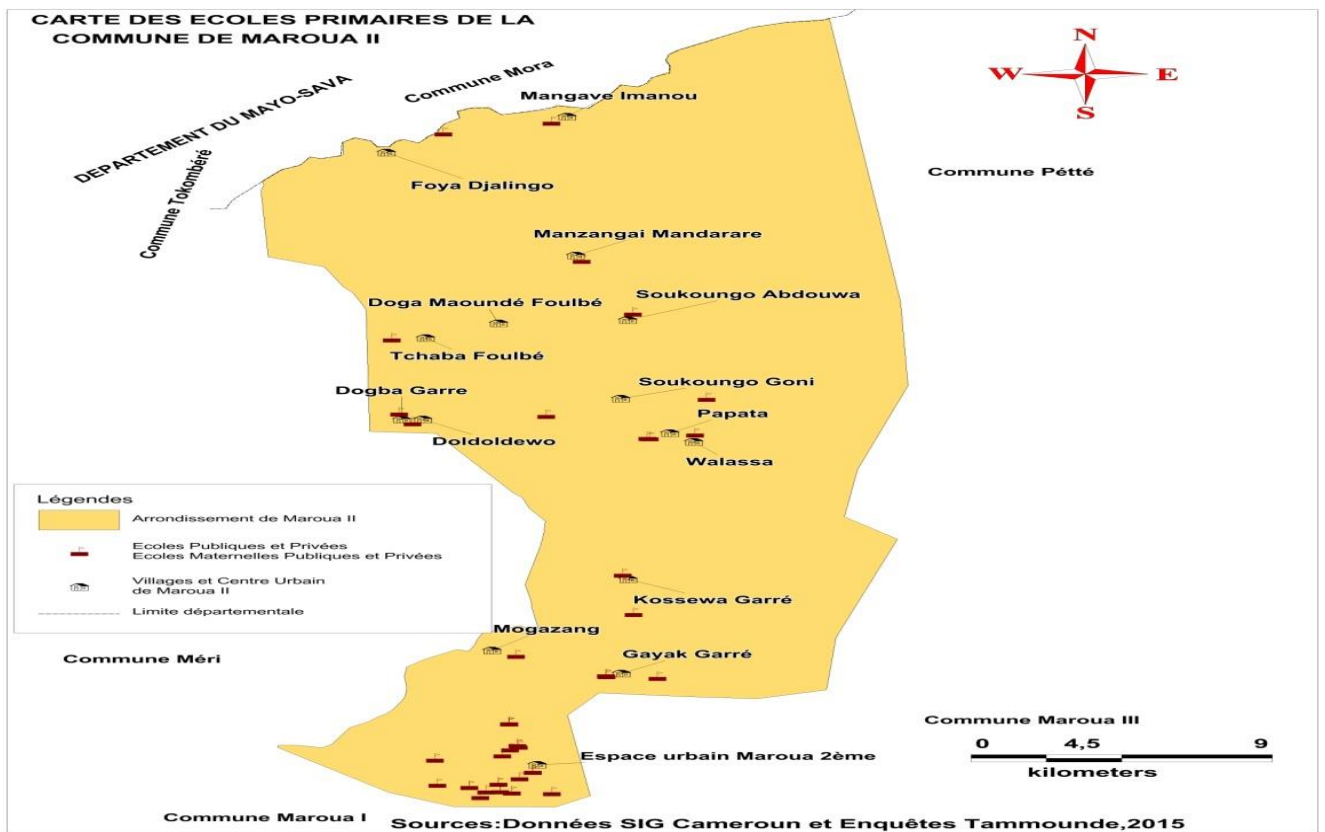 CARTE DES ECOLES PRIMAIRES DE LA
COMMUNE DE MAROUA II
N
W E
S
Commune Mora
DEPARTEMENT DU MAYO-SAVA
Commune Tokombéré
Mangave Imanou
Foya Djalingo
Commune Pétté
Manzangai Mandarare
Doga Maoundé Foulbé
Soukoungo Abdouwa
Tchaba Foulbé
Dogba Garre
Soukoungo Goni
Papata
Doldoldewo
Walassa
Légendes
Arrondissement de Maroua II
Ecoles Publiques et Privées
Ecoles Maternelles Publiques et Privées
Villages et Centre Urbain
de Maroua II
Limite départementale
Kossewa Garré
Mogazang
Commune Méri
Gayak Garré
Commune Maroua III
Espace urbain Maroua 2ème
0 4,5 9
kilometers
Commune Maroua I
Sources:Données SIG Cameroun et Enquêtes Tammounde,2015